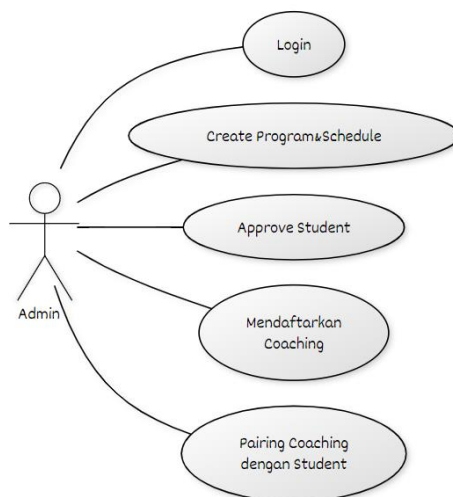 Login
Create Program&Schedule
Approve Student
Admin
Mendaftarkan
Coaching
Pairing Coaching
dengan Student